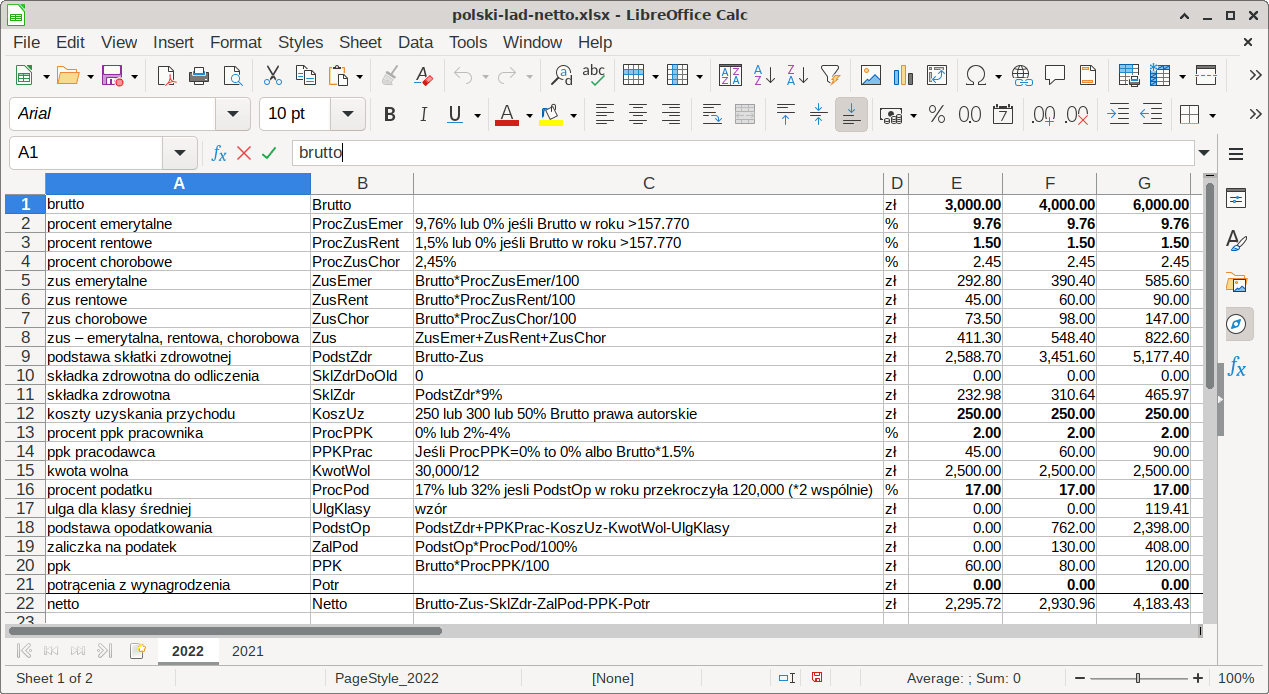 polski-lad-netto.xlsx - LibreOffice Calc
File Edit View Insert Format Styles Sheet Data Tools Window Help
Arial 10 pt
A1 brutto
A B C D E F G
1 brutto Brutto zł 3,000.00 4,000.00 6,000.00
2 procent emerytalne ProcZusEmer 9,76% lub 0% jeśli Brutto w roku >157.770 % 9.76 9.76 9.76
3 procent rentowe ProcZusRent 1,5% lub 0% jeśli Brutto w roku >157.770 % 1.50 1.50 1.50
4 procent chorobowe ProcZusChor 2,45% % 2.45 2.45 2.45
5 zus emerytalne ZusEmer Brutto*ProcZusEmer/100 zł 292.80 390.40 585.60
6 zus rentowe ZusRent Brutto*ProcZusRent/100 zł 45.00 60.00 90.00
7 zus chorobowe ZusChor Brutto*ProcZusChor/100 zł 73.50 98.00 147.00
8 zus – emerytalna, rentowa, chorobowa Zus ZusEmer+ZusRent+ZusChor zł 411.30 548.40 822.60
9 podstawa skłatki zdrowotnej PodstZdr Brutto-Zus zł 2,588.70 3,451.60 5,177.40
10 składka zdrowotna do odliczenia SklZdrDoOld 0 zł 0.00 0.00 0.00
11 składka zdrowotna SklZdr PodstZdr*9% zł 232.98 310.64 465.97
12 koszty uzyskania przychodu KoszUz 250 lub 300 lub 50% Brutto prawa autorskie zł 250.00 250.00 250.00
13 procent ppk pracownika ProcPPK 0% lub 2%-4% % 2.00 2.00 2.00
14 ppk pracodawca PPKPrac Jeśli ProcPPK=0% to 0% albo Brutto*1.5% zł 45.00 60.00 90.00
15 kwota wolna KwotWol 30,000/12 zł 2,500.00 2,500.00 2,500.00
16 procent podatku ProcPod 17% lub 32% jesli PodstOp w roku przekroczyła 120,000 (*2 wspólnie) % 17.00 17.00 17.00
17 ulga dla klasy średniej UlgKlasy wzór zł 0.00 0.00 119.41
18 podstawa opodatkowania PodstOp PodstZdr+PPKPrac-KoszUz-KwotWol-UlgKlasy zł 0.00 762.00 2,398.00
19 zaliczka na podatek ZalPod PodstOp*ProcPod/100% zł 0.00 130.00 408.00
20 ppk PPK Brutto*ProcPPK/100 zł 60.00 80.00 120.00
21 potrącenia z wynagrodzenia Potr zł 0.00 0.00 0.00
22 netto Netto Brutto-Zus-SklZdr-ZalPod-PPK-Potr zł 2,295.72 2,930.96 4,183.43
23
2022 2021
Sheet 1 of 2 PageStyle_2022 [None] Average: ; Sum: 0 100%